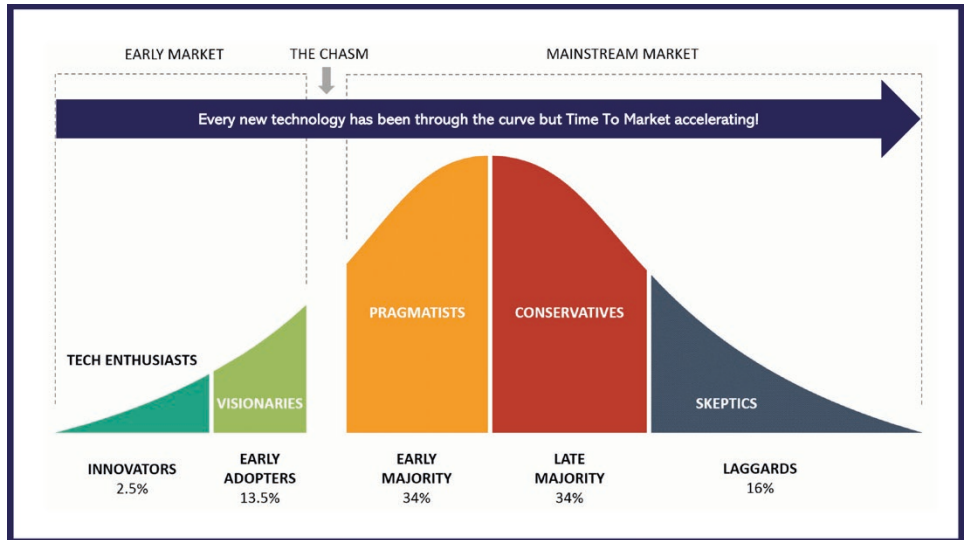 EARLY MARKET
THE CHASM
MAINSTREAM MARKET
Every new technology has been through the curve but Time To Market accelerating!
PRAGMATISTS
CONSERVATIVES
TECH ENTHUSIASTS
VISIONARIES
SKEPTICS
INNOVATORS
2.5%
EARLY
ADOPTERS
13.5%
EARLY
MAJORITY
34%
LATE
MAJORITY
34%
LAGGARDS
16%